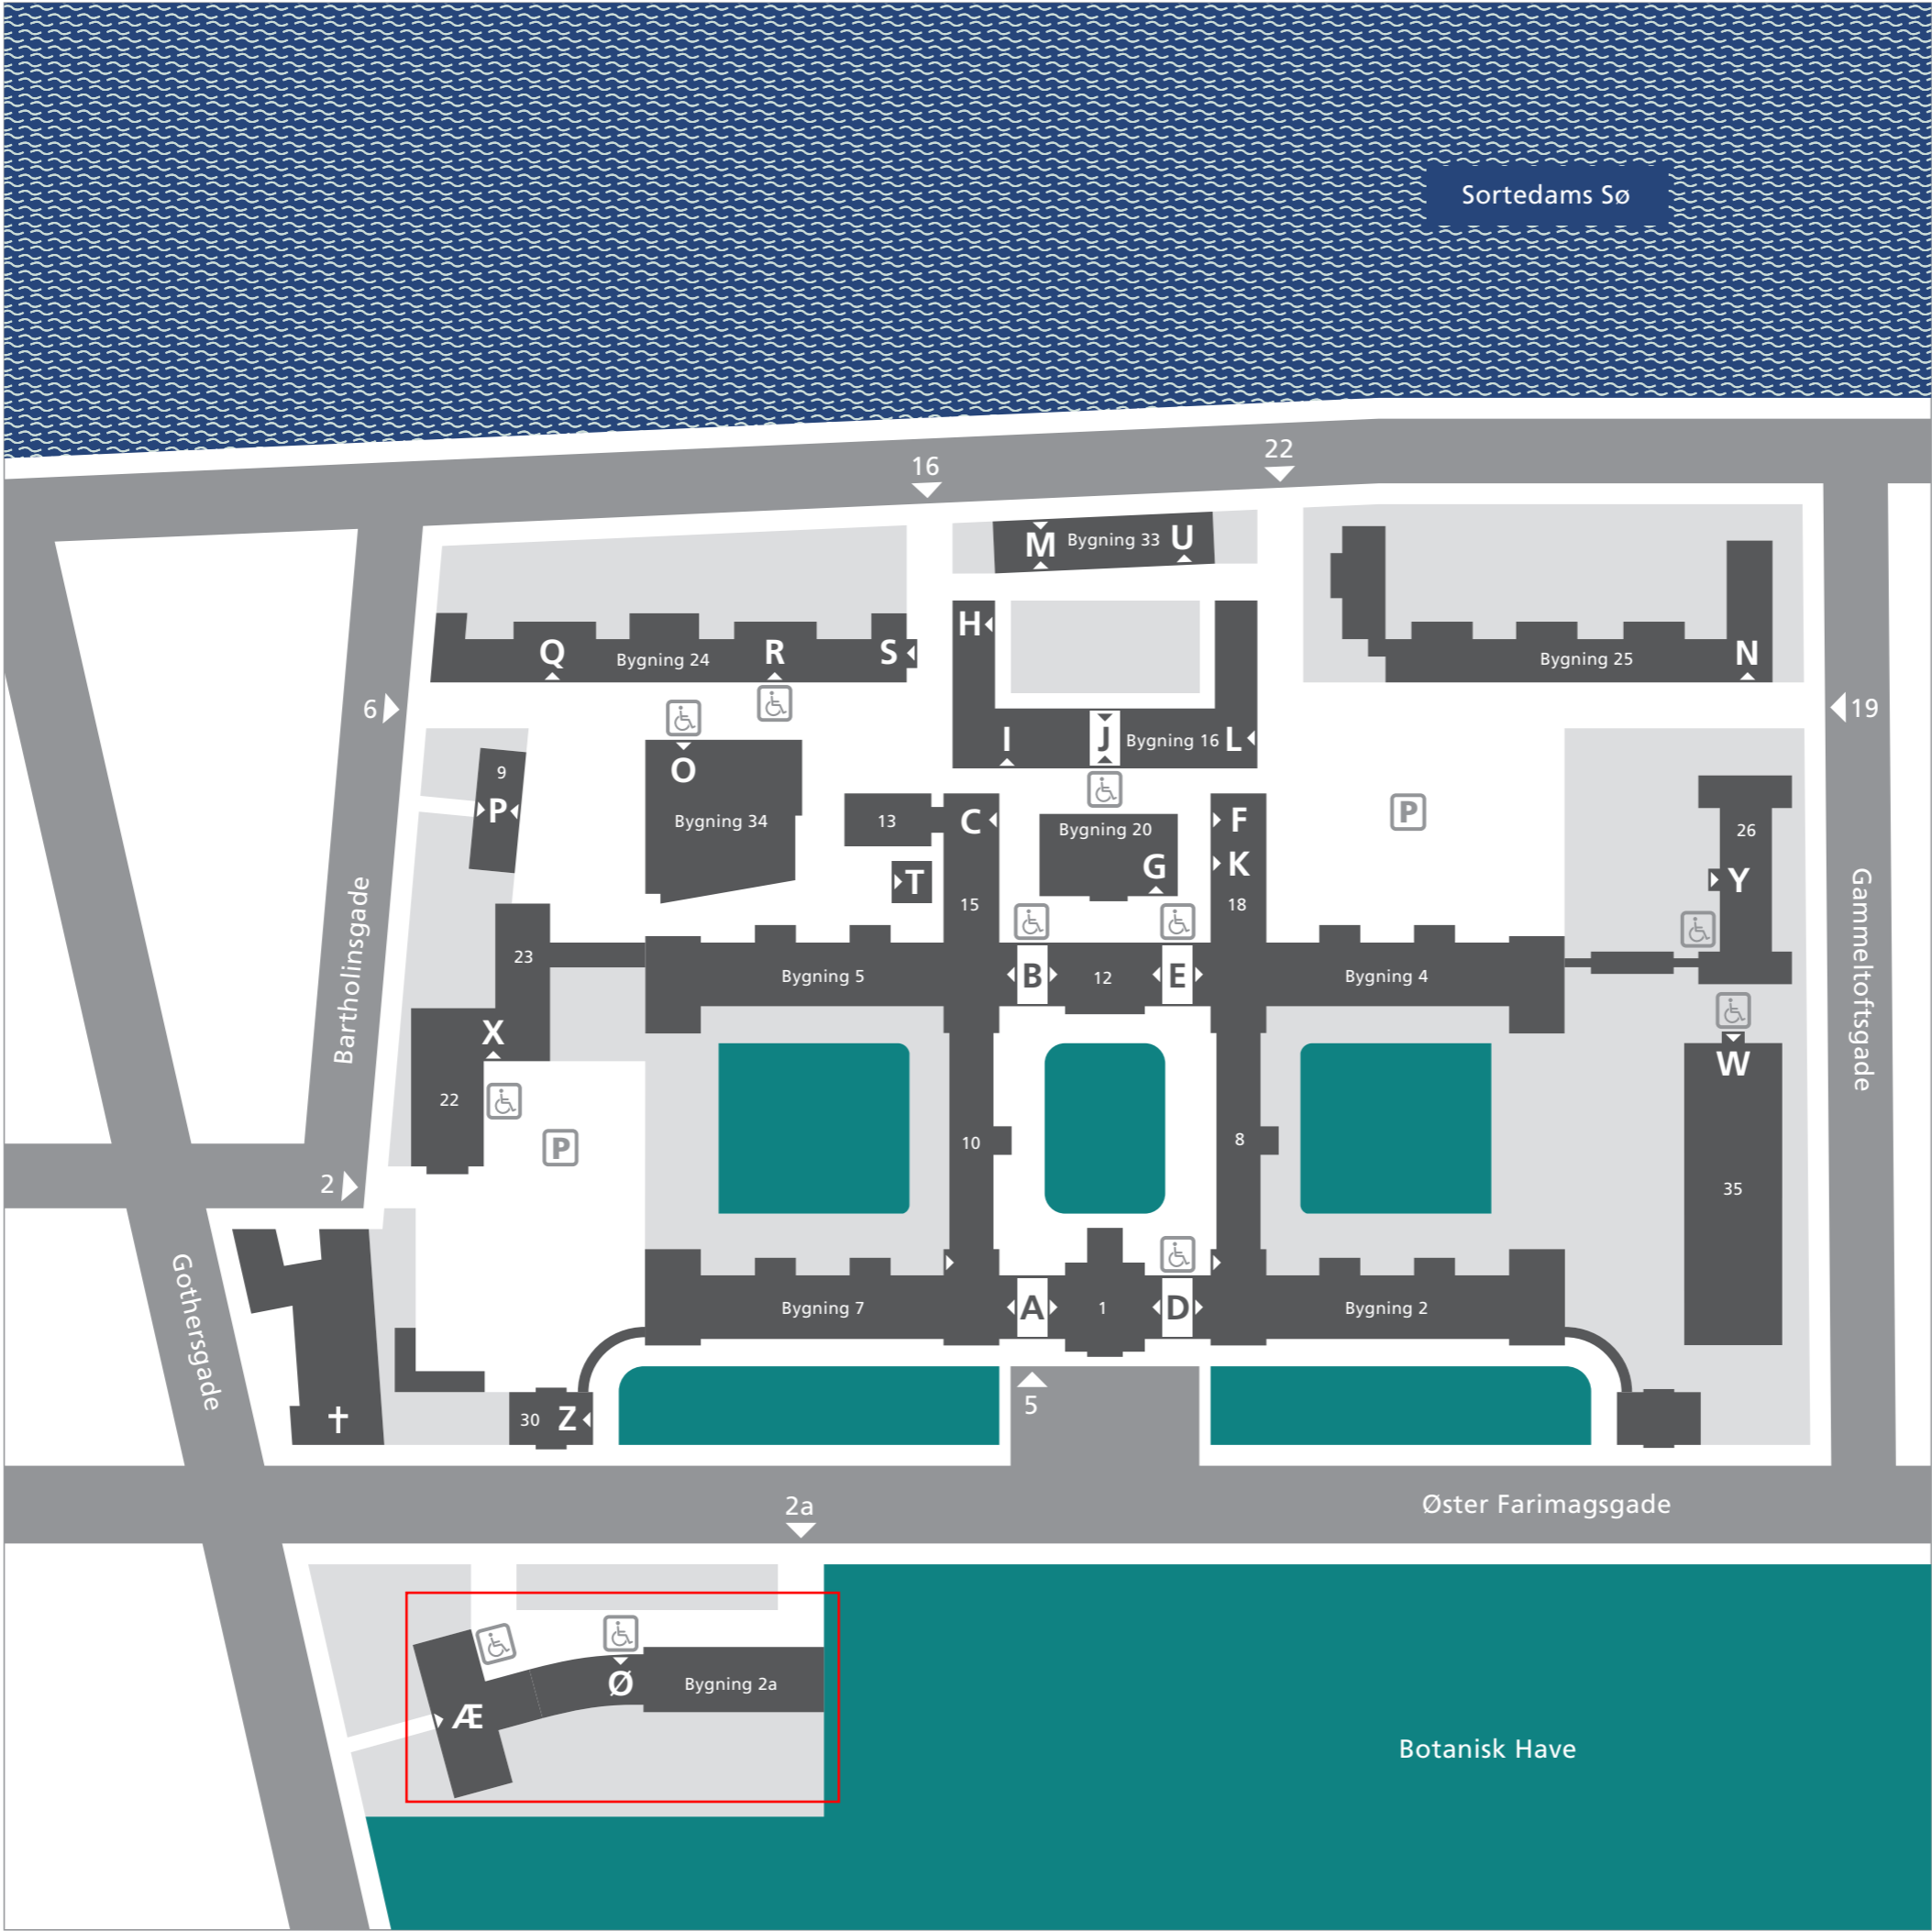 Sortedams Sø
22
16
M Bygning 33 U
H
Q Bygning 24 R S
Bygning 25 N
6
19
I J Bygning 16 L
O
9
P
Bygning 34
13
C
Bygning 20
F
P
26
G
K
T
Y
15
18
Bartholinsgade
Gammeltoftsgade
23
Bygning 5
B 12 E
Bygning 4
X
W
22
P
10
8
2
35
Gothersgade
Bygning 7
A 1 D
Bygning 2
5
30 Z
2a
Øster Farimagsgade
Ø Bygning 2a
Æ
Botanisk Have